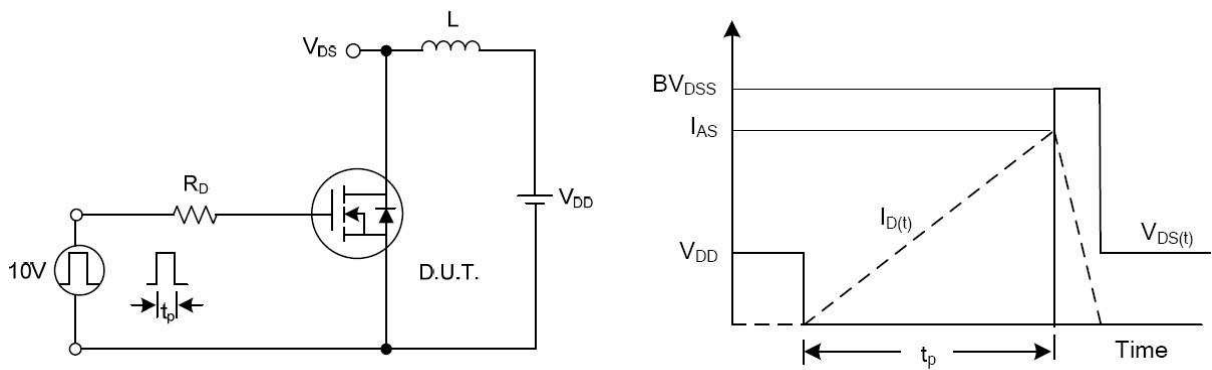 L
VDS
RD
VDD
10V
tp
D.U.T.
BVDSS
IAS
ID(t)
VDD
VDS(t)
tp
Time